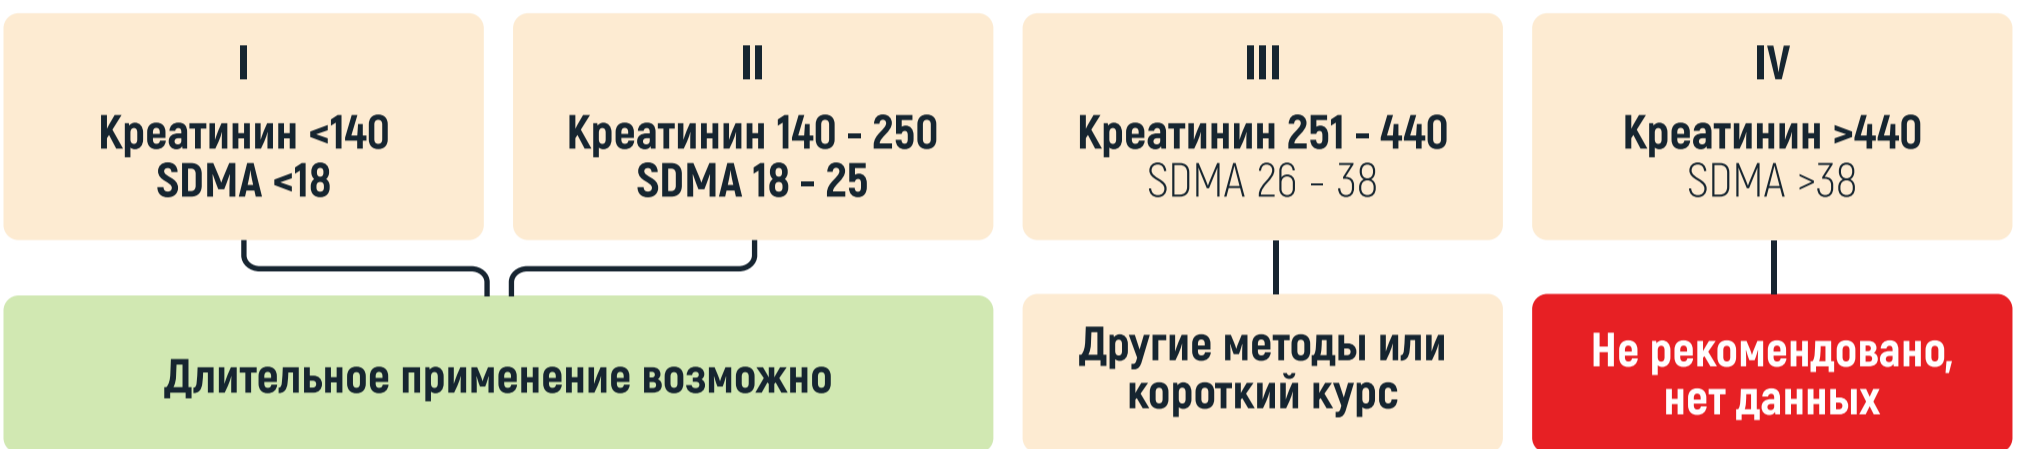 I
Креатинин <140
SDMA <18
II
Креатинин 140 - 250
SDMA 18 - 25
III
Креатинин 251 - 440
SDMA 26 - 38
IV
Креатинин >440
SDMA >38
Длительное применение возможно
Другие методы или
короткий курс
Не рекомендовано,
нет данных